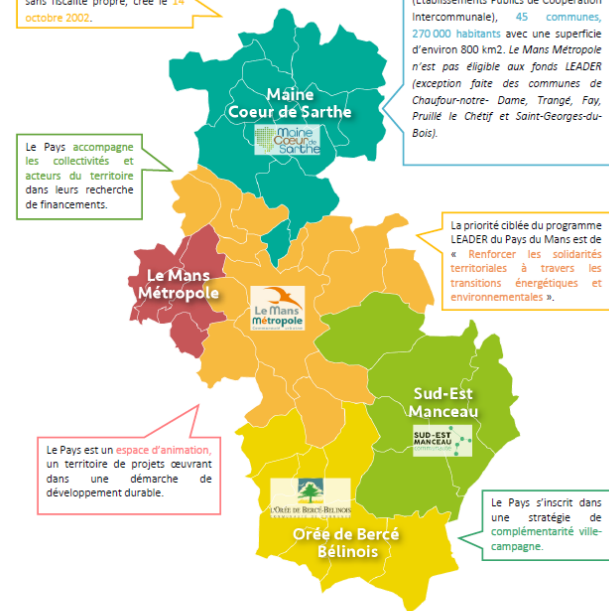 sans fiscalité propre, créé le 14
octobre 2002.
(Etablissements Publics de Coopération
Intercommunale), 45 communes,
270 000 habitants avec une superficie
d'environ 800 km2. Le Mans Métropole
n'est pas éligible aux fonds LEADER
(exception faite des communes de
Chaufour-notre- Dame, Trangé, Fay,
Pruillé le Chétif et Saint-Georges-du-
Bois).
Maine
Coeur de Sarthe
maine
Coeur de
Sarthe
Le Pays accompagne
les collectivités et
acteurs du territoire
dans leurs recherche
de financements.
La priorité ciblée du programme
LEADER du Pays du Mans est de
« Renforcer les solidarités
territoriales à travers les
transitions énergétiques et
environnementales ».
Le Mans
Métropole
Le Mans
Métropole
Sud-Est
Manceau
SUD-EST
MANCEAU
Le Pays est un espace d'animation,
un territoire de projets œuvrant
dans une démarche de
développement durable.
L'ORÉE DE BERCÉ-BELINOIS
Orée de Bercé
Bélinois
Le Pays s'inscrit dans
une stratégie de
complémentarité ville-
campagne.